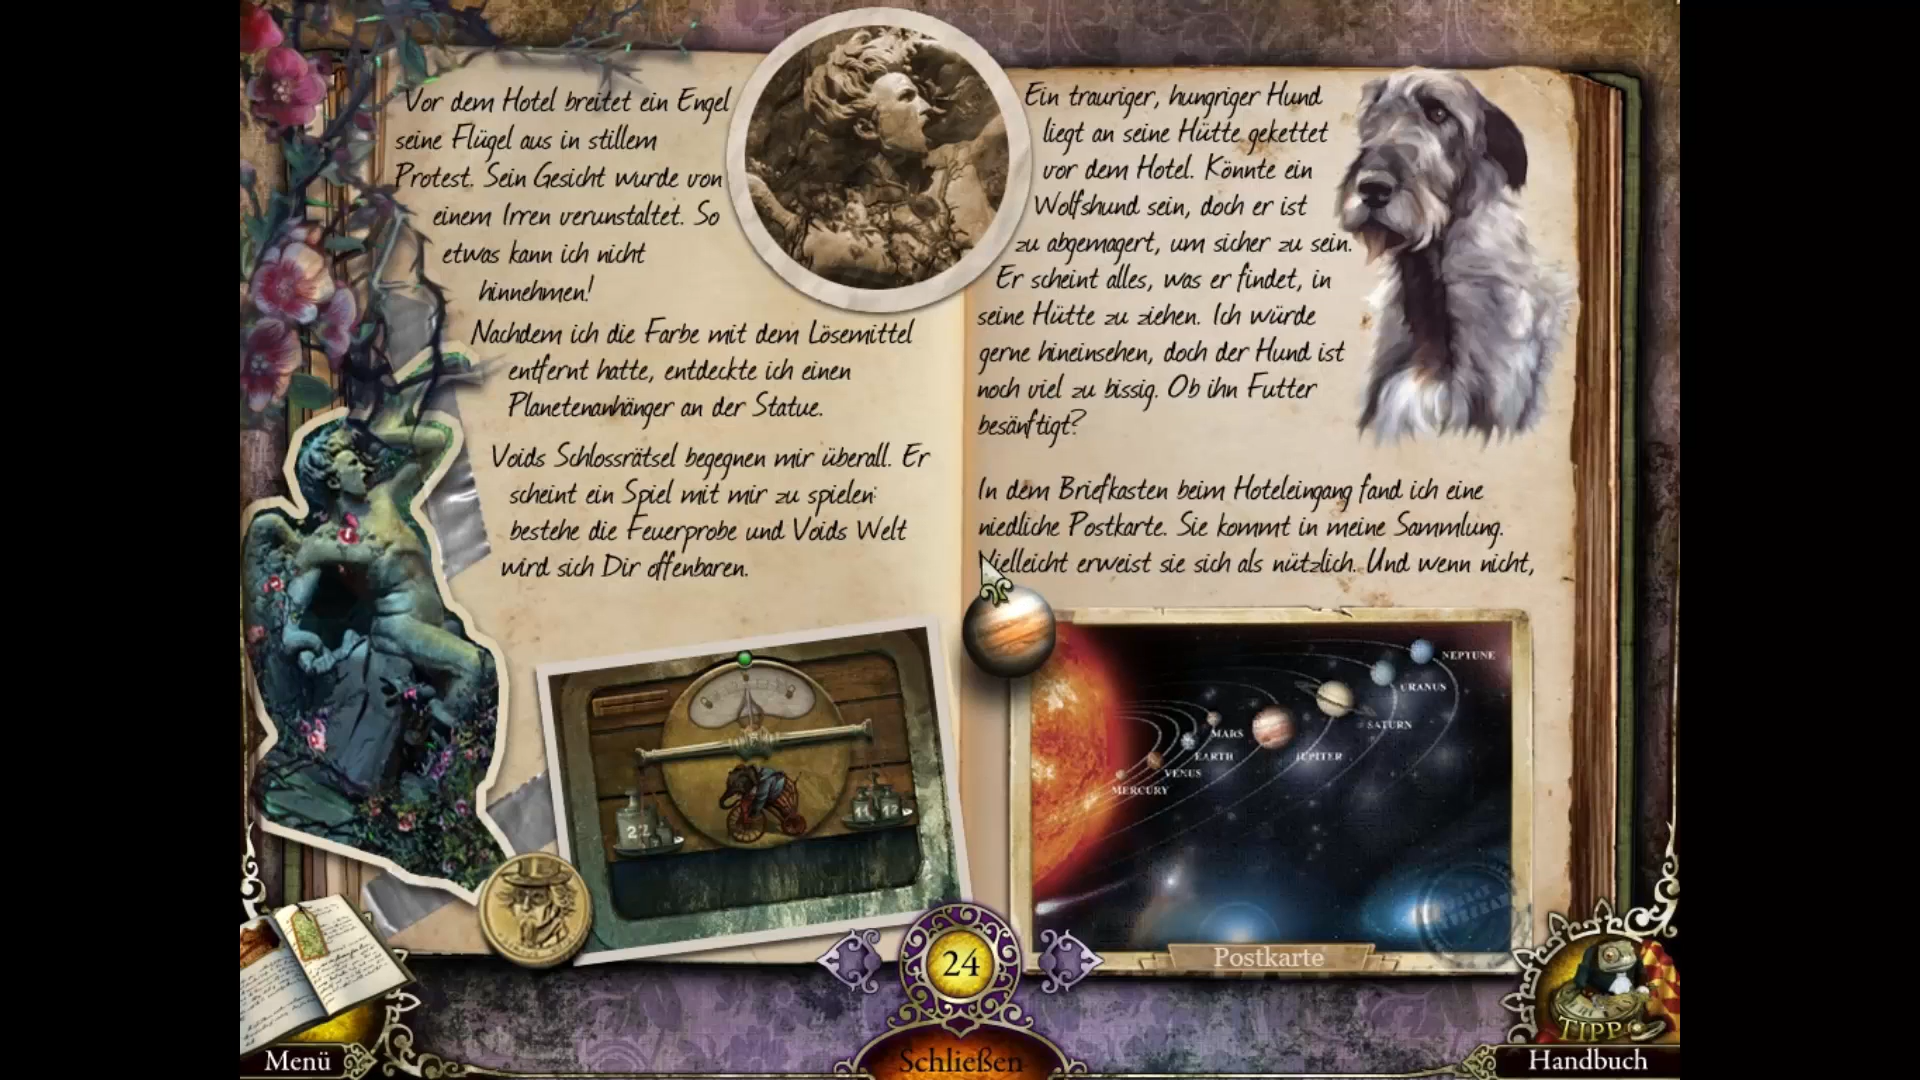 Vor dem Hotel breitet ein Engel
seine Flügel aus in stillem
Protest. Sein Gesicht wurde von
einem Irren verunstaltet. So
etwas kann ich nicht
hinnehmen!
Nachdem ich die Farbe mit dem Lösemittel
entfernt hatte, entdeckte ich einen
Planetenanhänger an der Statue.
Voids Schlossrätsel begegnen mir überall. Er
scheint ein Spiel mit mir zu spielen:
bestehe die Feuerprobe und Voids Welt
wird sich Dir offenbaren.
22
11
12
Ein trauriger, hungriger Hund
liegt an seine Hütte gekettet
vor dem Hotel. Könnte ein
Wolfshund sein, doch er ist
zu abgemagert, um sicher zu sein.
Er scheint alles, was er findet, in
seine Hütte zu ziehen. Ich würde
gerne hineinsehen, doch der Hund ist
noch viel zu bissig. Ob ihn Futter
besänftigt?
In dem Briefkasten beim Hoteleingang fand ich eine
niedliche Postkarte. Sie kommt in meine Sammlung.
Vielleicht erweist sie sich als nützlich. Und wenn nicht,
NEPTUNE
URANUS
SATURN
MARS
EARTH
JUPITER
VENUS
MERCURY
Postkarte
24
Schließen
Menü
TIPP
Handbuch